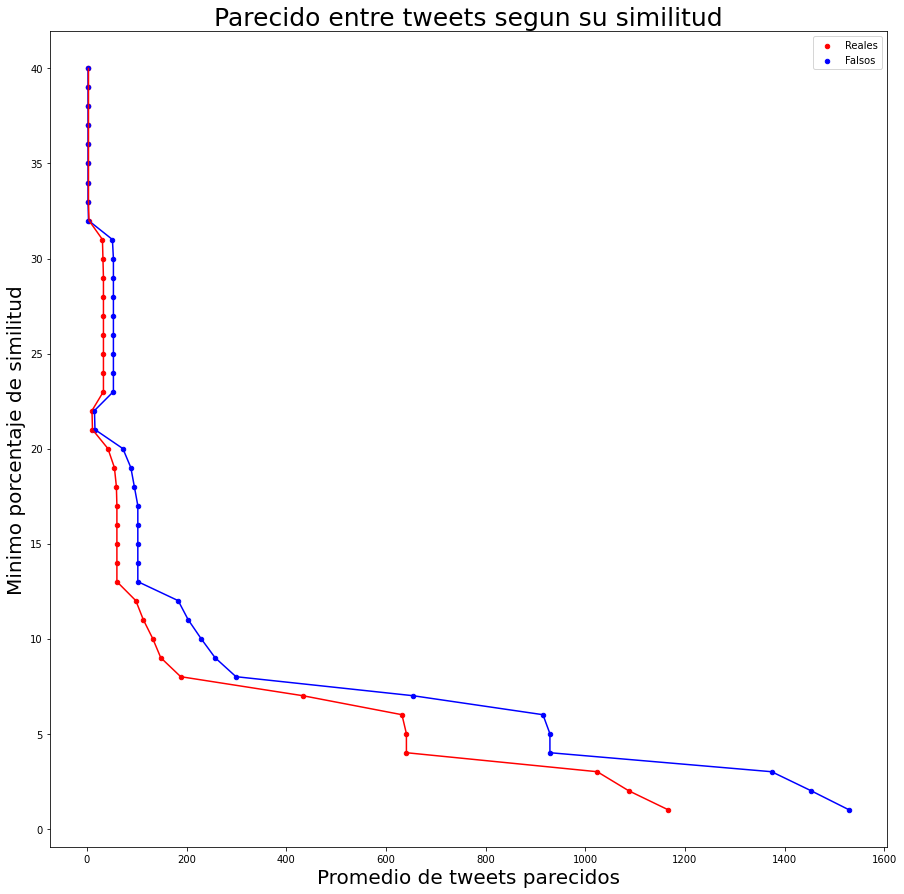 Parecido entre tweets segun su similitud
Reales
Falsos
Minimo porcentaje de similitud
40
35
30
25
20
15
10
5
0
0 200 400 600 800 1000 1200 1400 1600
Promedio de tweets parecidos